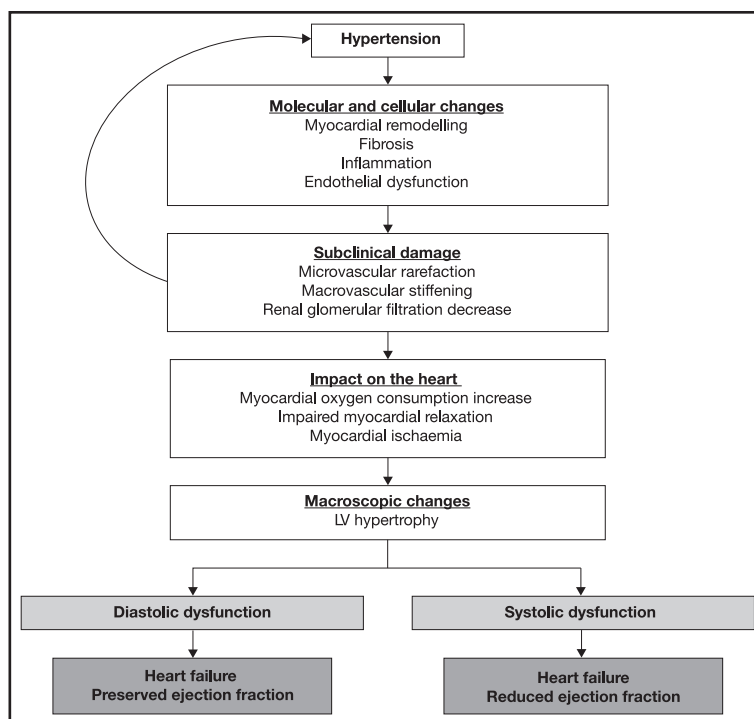 Hypertension
Molecular and cellular changes
Myocardial remodelling
Fibrosis
Inflammation
Endothelial dysfunction
Subclinical damage
Microvascular rarefaction
Macrovascular stiffening
Renal glomerular filtration decrease
Impact on the heart
Myocardial oxygen consumption increase
Impaired myocardial relaxation
Myocardial ischaemia
Macroscopic changes
LV hypertrophy
Diastolic dysfunction
Systolic dysfunction
Heart failure
Preserved ejection fraction
Heart failure
Reduced ejection fraction